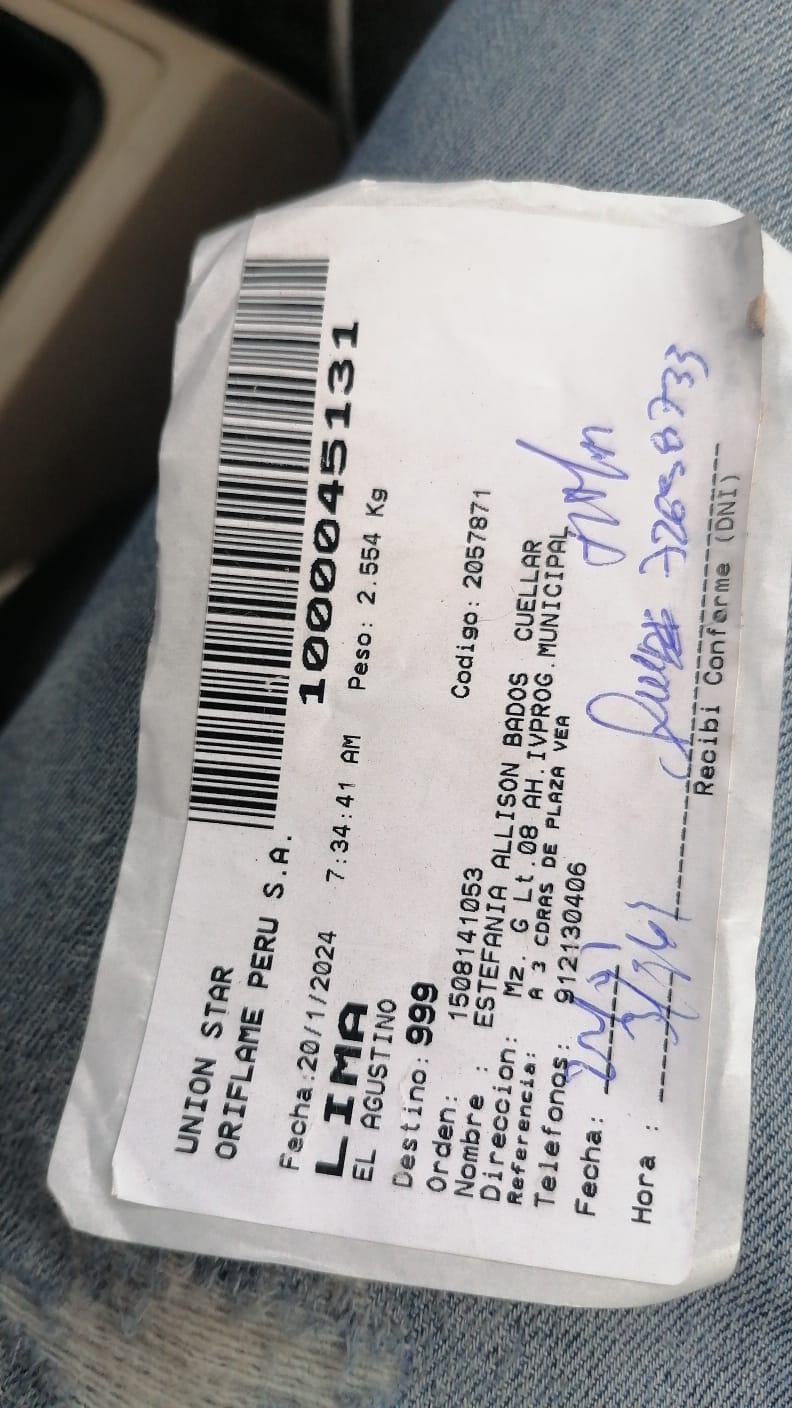 UNION STAR
ORIFLAME PERU S.A.
1000045131
Fecha:20/1/2024 7:34:41 AM Peso: 2.554 Kg
LIMA
EL AGUSTINO
Destino: 999
Orden: 1508141053 Codigo: 2057871
Nombre : ESTEFANIA ALLISON BADOS CUELLAR
Direccion: Mz. G Lt.08 AH.IVPROG.MUNICIPAL
Referencia: A 3 CDRAS DE PLAZA VEA
Telefonos: 912130406
Fecha:
Hora :
Recibi Conforme (DNI)